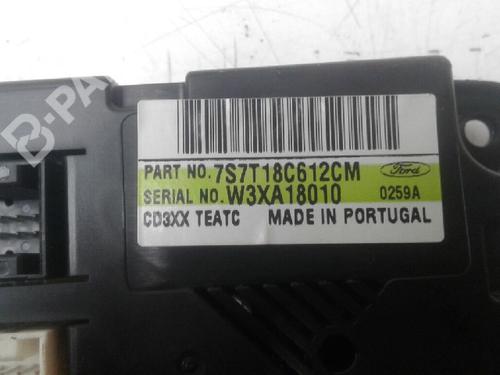 B-PA
PART NO. 7S7T18C612CM
Ford
SERIAL NO. W3XA18010 0259A
CD3XX TEATC MADE IN PORTUGAL